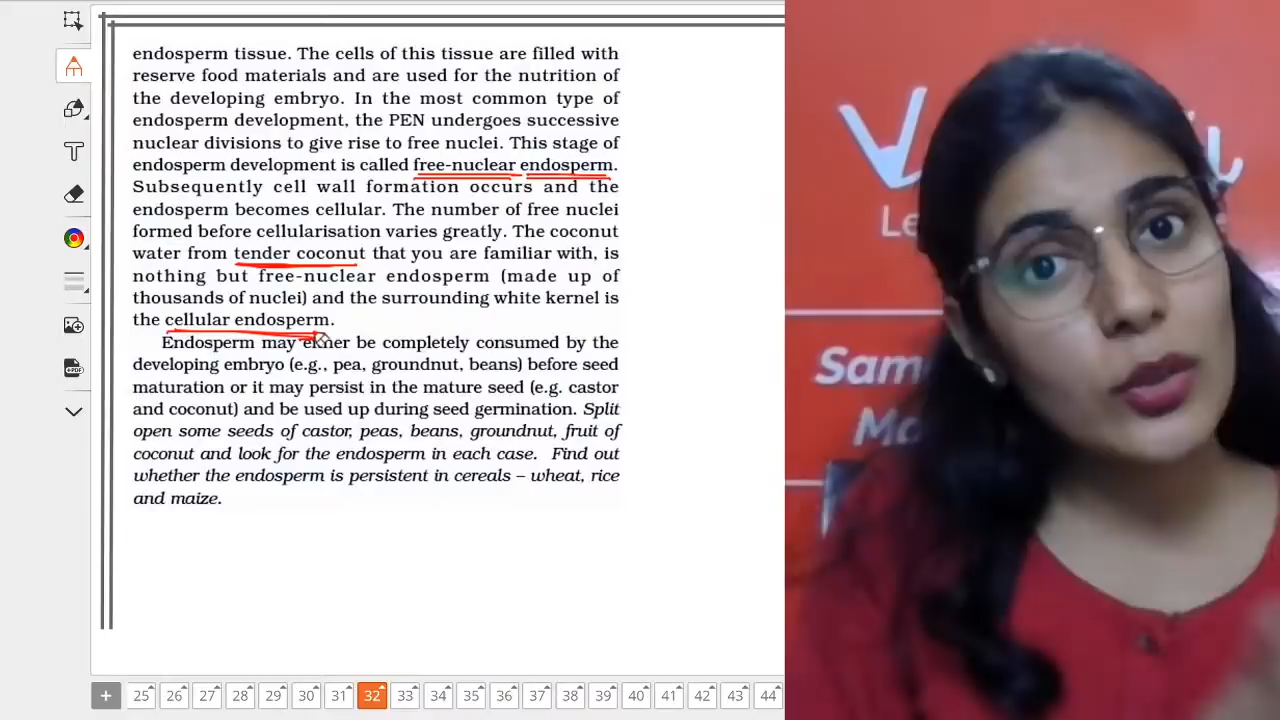 endosperm tissue. The cells of this tissue are filled with
reserve food materials and are used for the nutrition of
the developing embryo. In the most common type of
endosperm development, the PEN undergoes successive
nuclear divisions to give rise to free nuclei. This stage of
endosperm development is called free-nuclear endosperm.
Subsequently cell wall formation occurs and the
endosperm becomes cellular. The number of free nuclei
formed before cellularisation varies greatly. The coconut
water from tender coconut that you are familiar with, is
nothing but free-nuclear endosperm (made up of
thousands of nuclei) and the surrounding white kernel is
the cellular endosperm.
Endosperm may either be completely consumed by the
developing embryo (e.g., pea, groundnut, beans) before seed
maturation or it may persist in the mature seed (e.g. castor
and coconut) and be used up during seed germination. Split
open some seeds of castor, peas, beans, groundnut, fruit of
coconut and look for the endosperm in each case. Find out
whether the endosperm is persistent in cereals – wheat, rice
and maize.
25 26 27 28 29 30 31 32 33 34 35 36 37 38 39 40 41 42 43 44